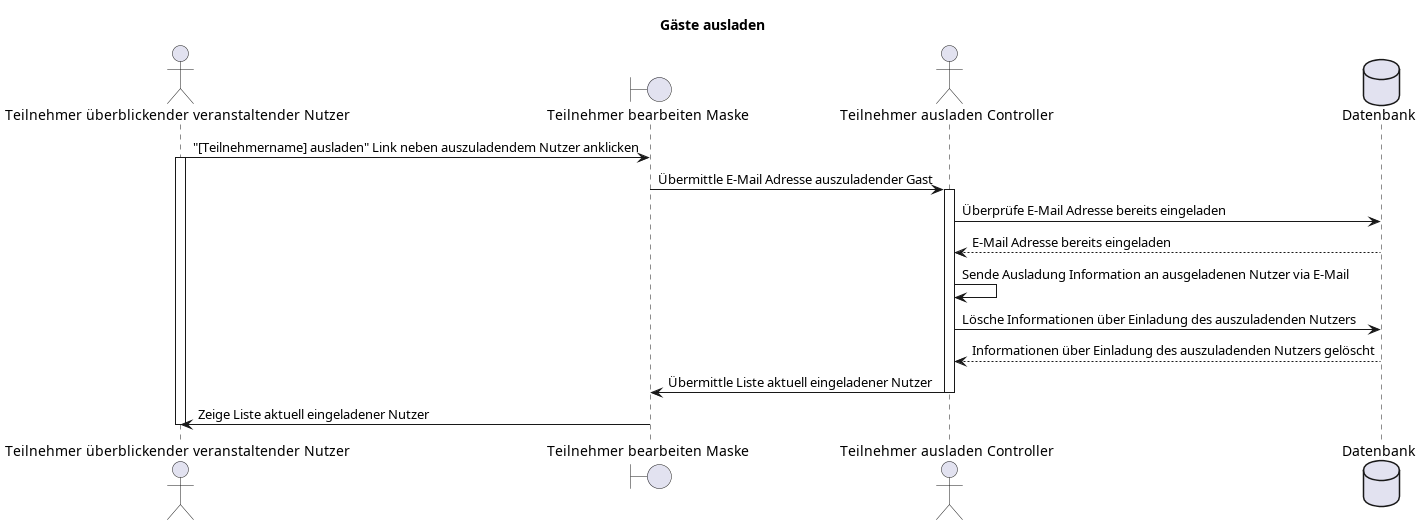 Gäste ausladen
Teilnehmer überblickender veranstaltender Nutzer
Teilnehmer bearbeiten Maske
Teilnehmer ausladen Controller
Datenbank
"[Teilnehmername] ausladen" Link neben auszuladendem Nutzer anklicken
Übermittle E-Mail Adresse auszuladender Gast
Überprüfe E-Mail Adresse bereits eingeladen
E-Mail Adresse bereits eingeladen
Sende Ausladung Information an ausgeladenen Nutzer via E-Mail
Lösche Informationen über Einladung des auszuladenden Nutzers
Informationen über Einladung des auszuladenden Nutzers gelöscht
Übermittle Liste aktuell eingeladener Nutzer
Zeige Liste aktuell eingeladener Nutzer
Teilnehmer überblickender veranstaltender Nutzer
Teilnehmer bearbeiten Maske
Teilnehmer ausladen Controller
Datenbank